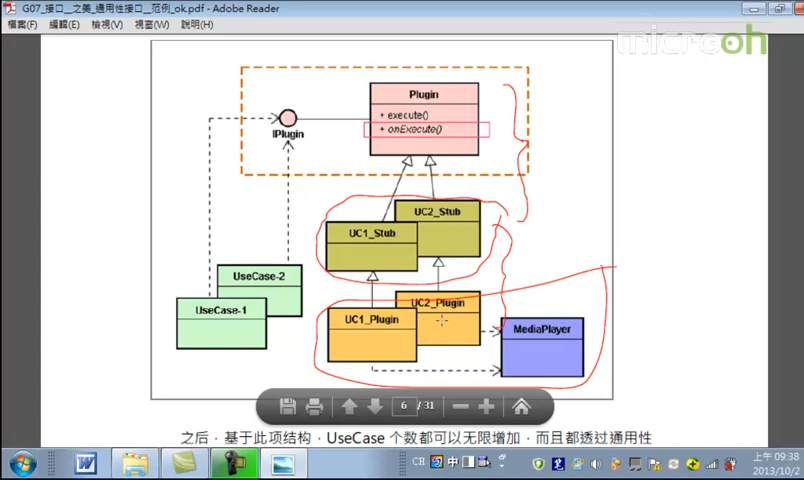 G07_接口__之美_通用性接口__范例_ok.pdf - Adobe Reader
檔案(F) 編輯(E) 檢視(V) 視窗(W) 說明(H)
microoh
Plugin
+ execute()
+ onExecute()
IPlugin
UC2_Stub
UC1_Stub
UseCase-2
UseCase-1
UC2_Plugin
UC1_Plugin
MediaPlayer
6 / 31
之后，基于此项结构，UseCase 个数都可以无限增加，而且都透过通用性
CH 中
上午 09:38
2013/10/2